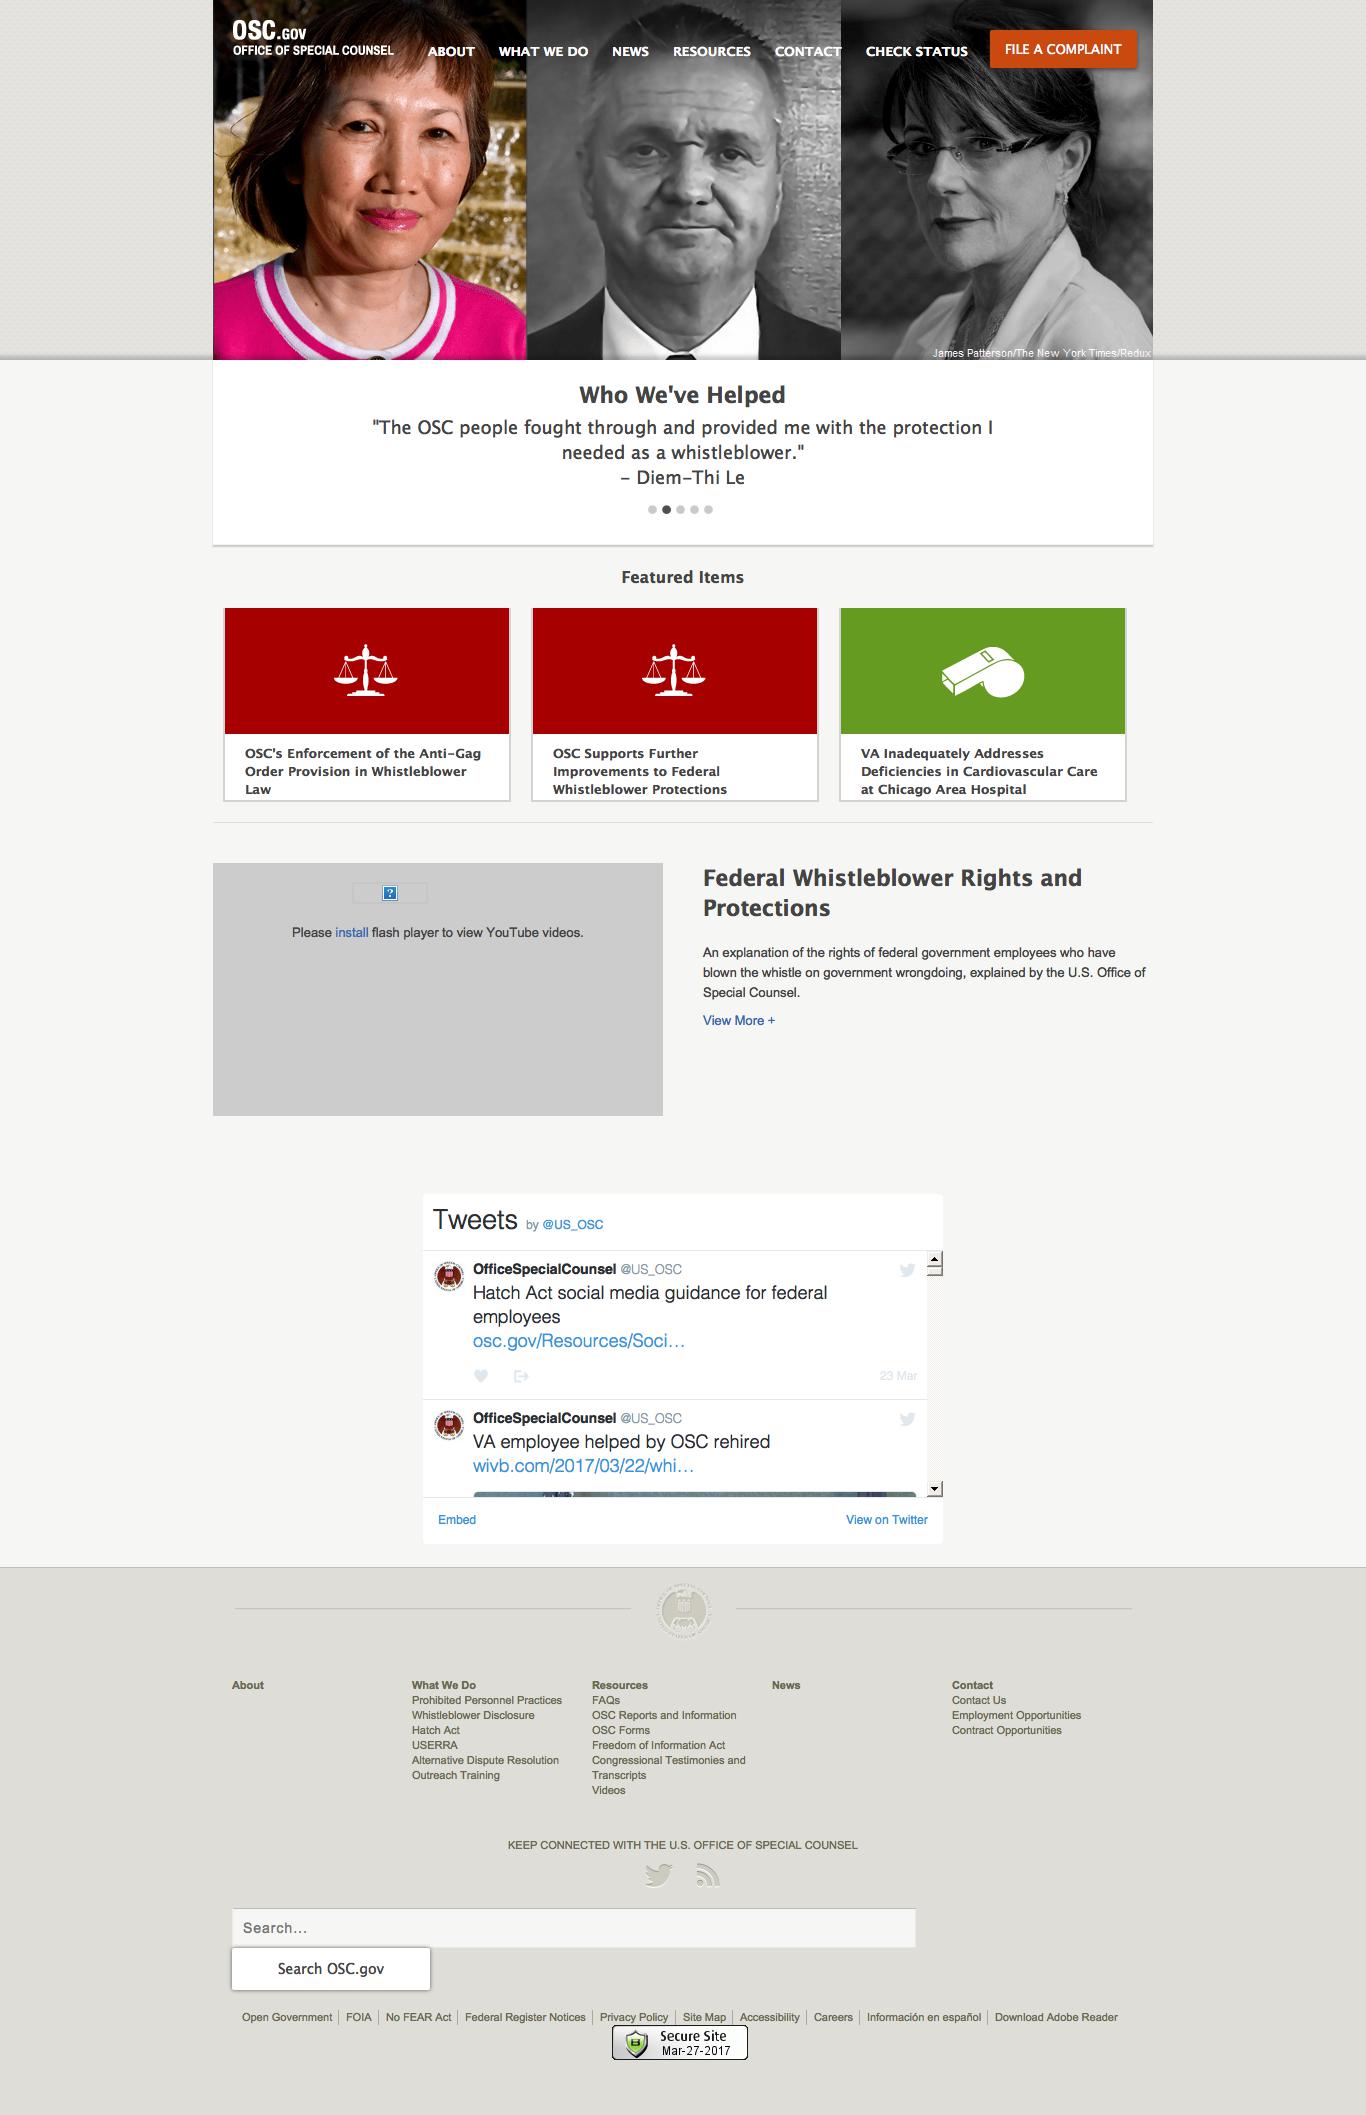 OSC.GOV
OFFICE OF SPECIAL COUNSEL
ABOUT WHAT WE DO NEWS RESOURCES CONTACT CHECK STATUS FILE A COMPLAINT
James Patterson/The New York Times/Redux
Who We've Helped
"The OSC people fought through and provided me with the protection I
needed as a whistleblower."
- Diem-Thi Le
Featured Items
OSC's Enforcement of the Anti-Gag
Order Provision in Whistleblower
Law
OSC Supports Further
Improvements to Federal
Whistleblower Protections
VA Inadequately Addresses
Deficiencies in Cardiovascular Care
at Chicago Area Hospital
?
Please install flash player to view YouTube videos.
Federal Whistleblower Rights and
Protections
An explanation of the rights of federal government employees who have
blown the whistle on government wrongdoing, explained by the U.S. Office of
Special Counsel.
View More +
Tweets by @US_OSC
OfficeSpecialCounsel @US_OSC
Hatch Act social media guidance for federal
employees
osc.gov/Resources/Soci…
23 Mar
OfficeSpecialCounsel @US_OSC
VA employee helped by OSC rehired
wivb.com/2017/03/22/whi…
Embed View on Twitter
About
What We Do
Prohibited Personnel Practices
Whistleblower Disclosure
Hatch Act
USERRA
Alternative Dispute Resolution
Outreach Training
Resources
FAQs
OSC Reports and Information
OSC Forms
Freedom of Information Act
Congressional Testimonies and
Transcripts
Videos
News
Contact
Contact Us
Employment Opportunities
Contract Opportunities
KEEP CONNECTED WITH THE U.S. OFFICE OF SPECIAL COUNSEL
Search...
Search OSC.gov
Open Government FOIA No FEAR Act Federal Register Notices Privacy Policy Site Map Accessibility Careers Información en español Download Adobe Reader
Secure Site
Mar-27-2017